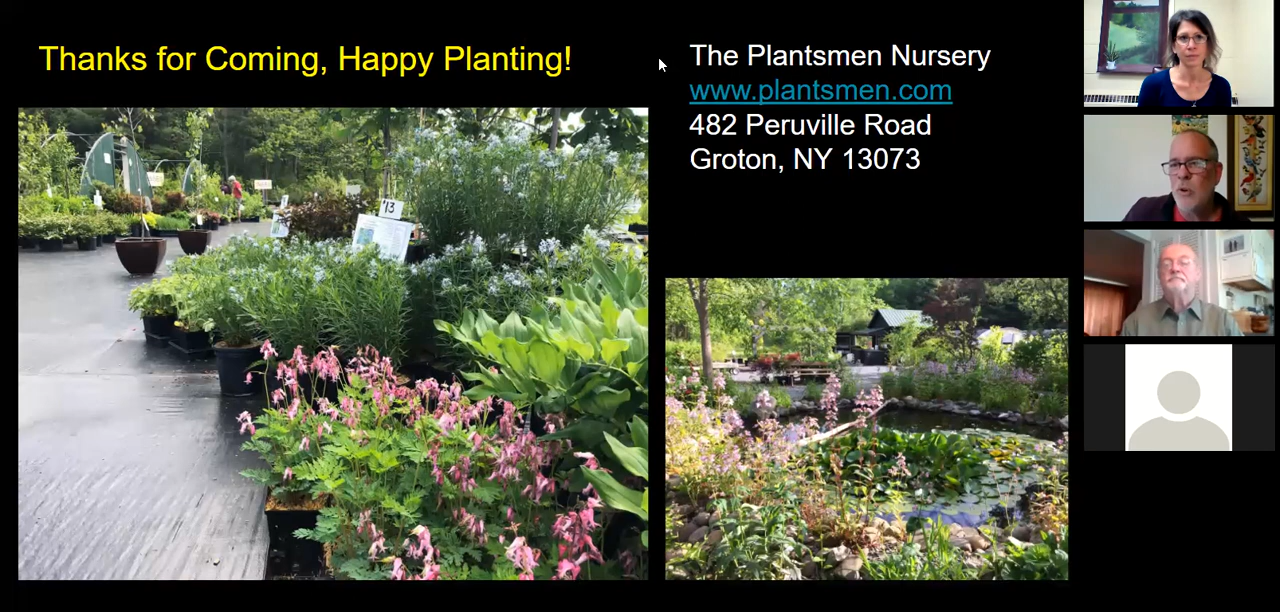 Thanks for Coming, Happy Planting!
The Plantsmen Nursery
www.plantsmen.com
482 Peruville Road
Groton, NY 13073
$13